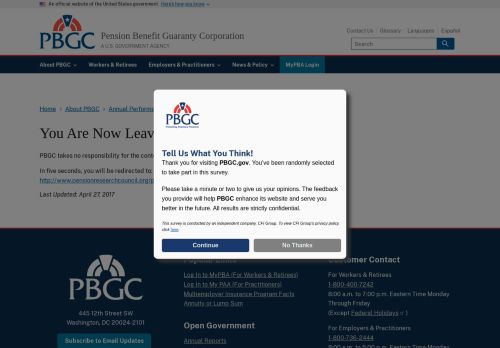 An official website of the United States government Here's how you know
PBGC
Pension Benefit Guaranty Corporation
A U.S. GOVERNMENT AGENCY
Contact Us Glossary Languages Español
Search
About PBGC Workers & Retirees Employers & Practitioners News & Policy MyPBA Login
Home About PBGC Annual Performa
You Are Now Leav
PBGC takes no responsibility for the cont
In five seconds, you will be redirected to:
http://www.pensionresearchcouncil.org/p
Last Updated: April 27, 2017
PBGC
Protecting America's Pensions
Tell Us What You Think!
Thank you for visiting PBGC.gov. You've been randomly selected
to take part in this survey.
Please take a minute or two to give us your opinions. The feedback
you provide will help PBGC enhance its website and serve you
better in the future. All results are strictly confidential.
This survey is conducted by an independent company, CFI Group. To view CFI Group's privacy policy,
click here.
Continue
No Thanks
PBGC
445 12th Street SW
Washington, DC 20024-2101
Subscribe to Email Updates
Log In to MyPBA (For Workers & Retirees)
Log In to My PAA (For Practitioners)
Multiemployer Insurance Program Facts
Annuity or Lump Sum
Open Government
Annual Reports
Customer Contact
For Workers & Retirees
1-800-400-7242
8:00 a.m. to 7:00 p.m. Eastern Time Monday
Through Friday
(Except Federal Holidays )
For Employers & Practitioners
1-800-736-2444